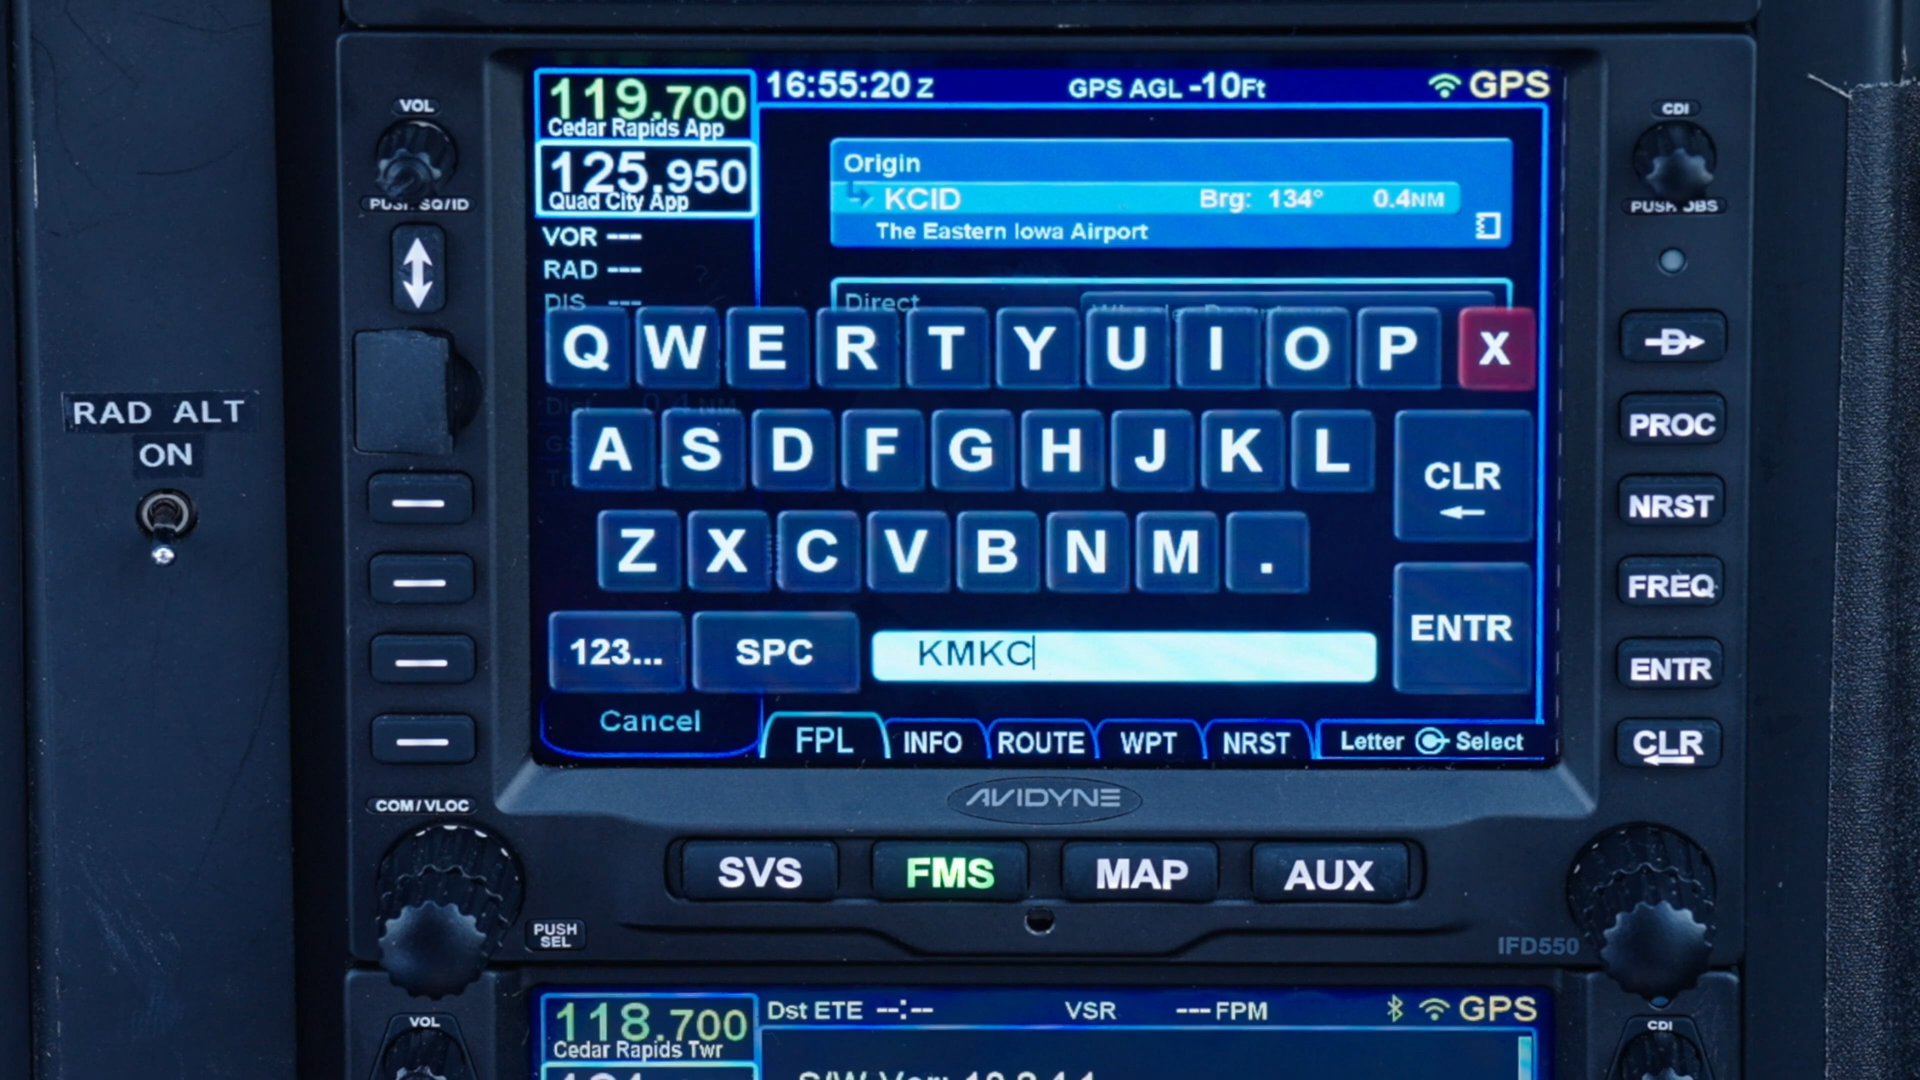 VOL
PUSH SQ/ID
RAD ALT
ON
119.700
Cedar Rapids App
125.950
Quad City App
VOR ---
RAD ---
DIS ---
16:55:20 Z
GPS AGL -10Ft
GPS
Origin
KCID Brg: 134° 0.4NM
The Eastern Iowa Airport
Direct
Q W E R T Y U I O P X
Dist 0.4 NM
A S D F G H J K L
CLR
Z X C V B N M .
123... SPC KMKC ENTR
Cancel
FPL INFO ROUTE WPT NRST Letter Select
CDI
PUSH OBS
D
PROC
NRST
FREQ
ENTR
CLR
COM/VLOC
AVIDYNE
SVS FMS MAP AUX
PUSH
SEL
IFD550
VOL
118.700
Cedar Rapids Twr
Dst ETE --:-- VSR --- FPM GPS
CDI